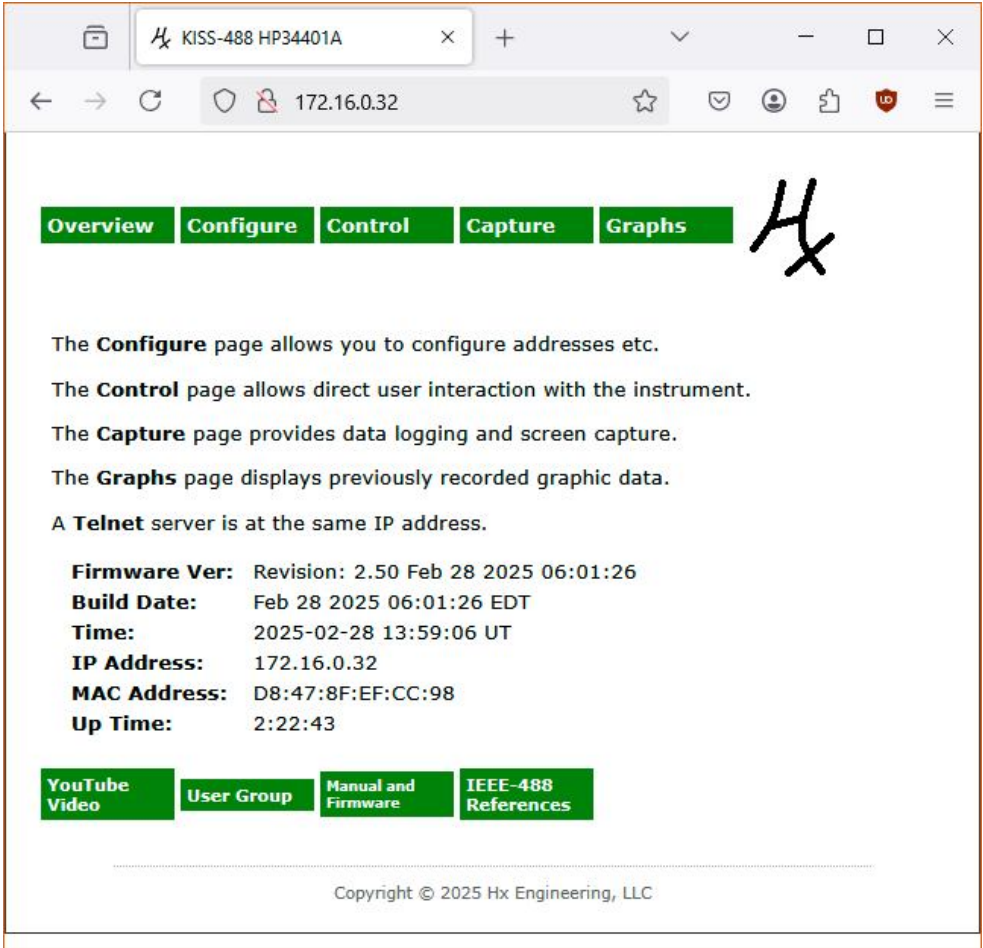 Hx KISS-488 HP34401A
172.16.0.32
Overview Configure Control Capture Graphs Hx
The Configure page allows you to configure addresses etc.
The Control page allows direct user interaction with the instrument.
The Capture page provides data logging and screen capture.
The Graphs page displays previously recorded graphic data.
A Telnet server is at the same IP address.
Firmware Ver: Revision: 2.50 Feb 28 2025 06:01:26
Build Date: Feb 28 2025 06:01:26 EDT
Time: 2025-02-28 13:59:06 UT
IP Address: 172.16.0.32
MAC Address: D8:47:8F:EF:CC:98
Up Time: 2:22:43
YouTube
Video
User Group
Manual and
Firmware
IEEE-488
References
Copyright © 2025 Hx Engineering, LLC